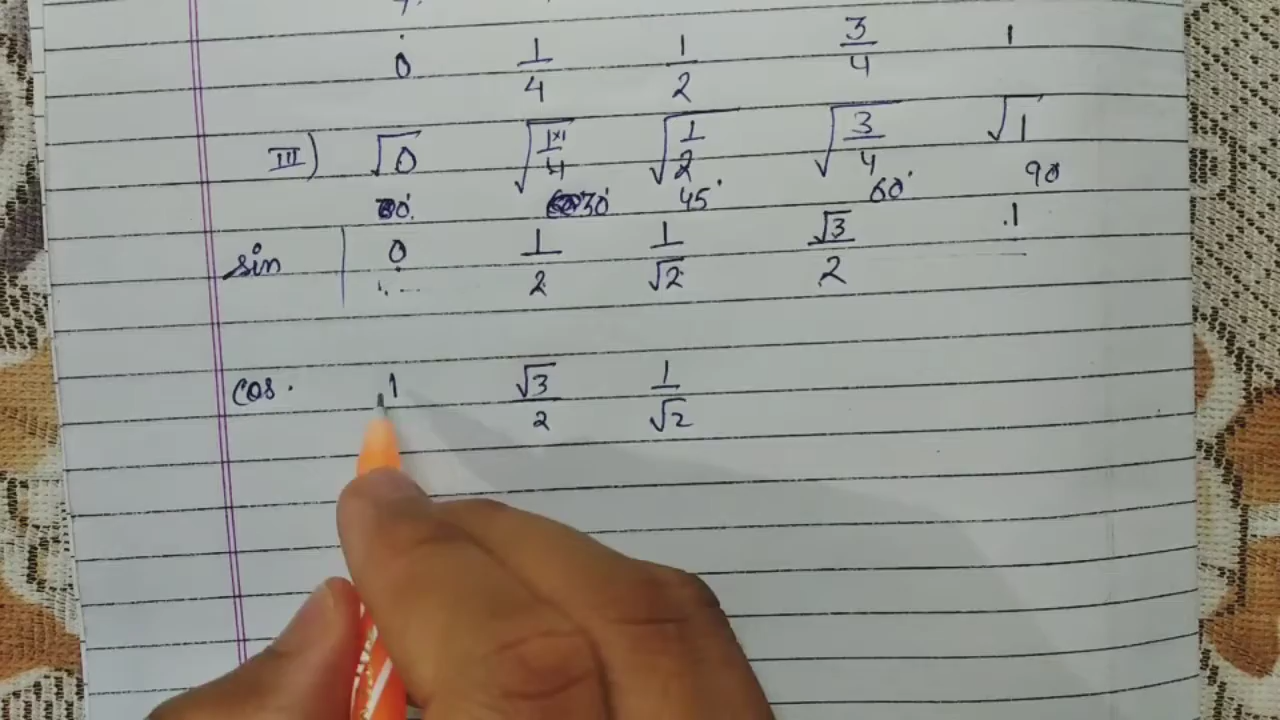 0 1/4 1/2 3/4 1
III) √0 √(1×1/4) √(1/2) √(3/4) √1
0° 30° 45° 60° 90
sin 0 1/2 1/√2 √3/2 1
cos. 1 √3/2 1/√2